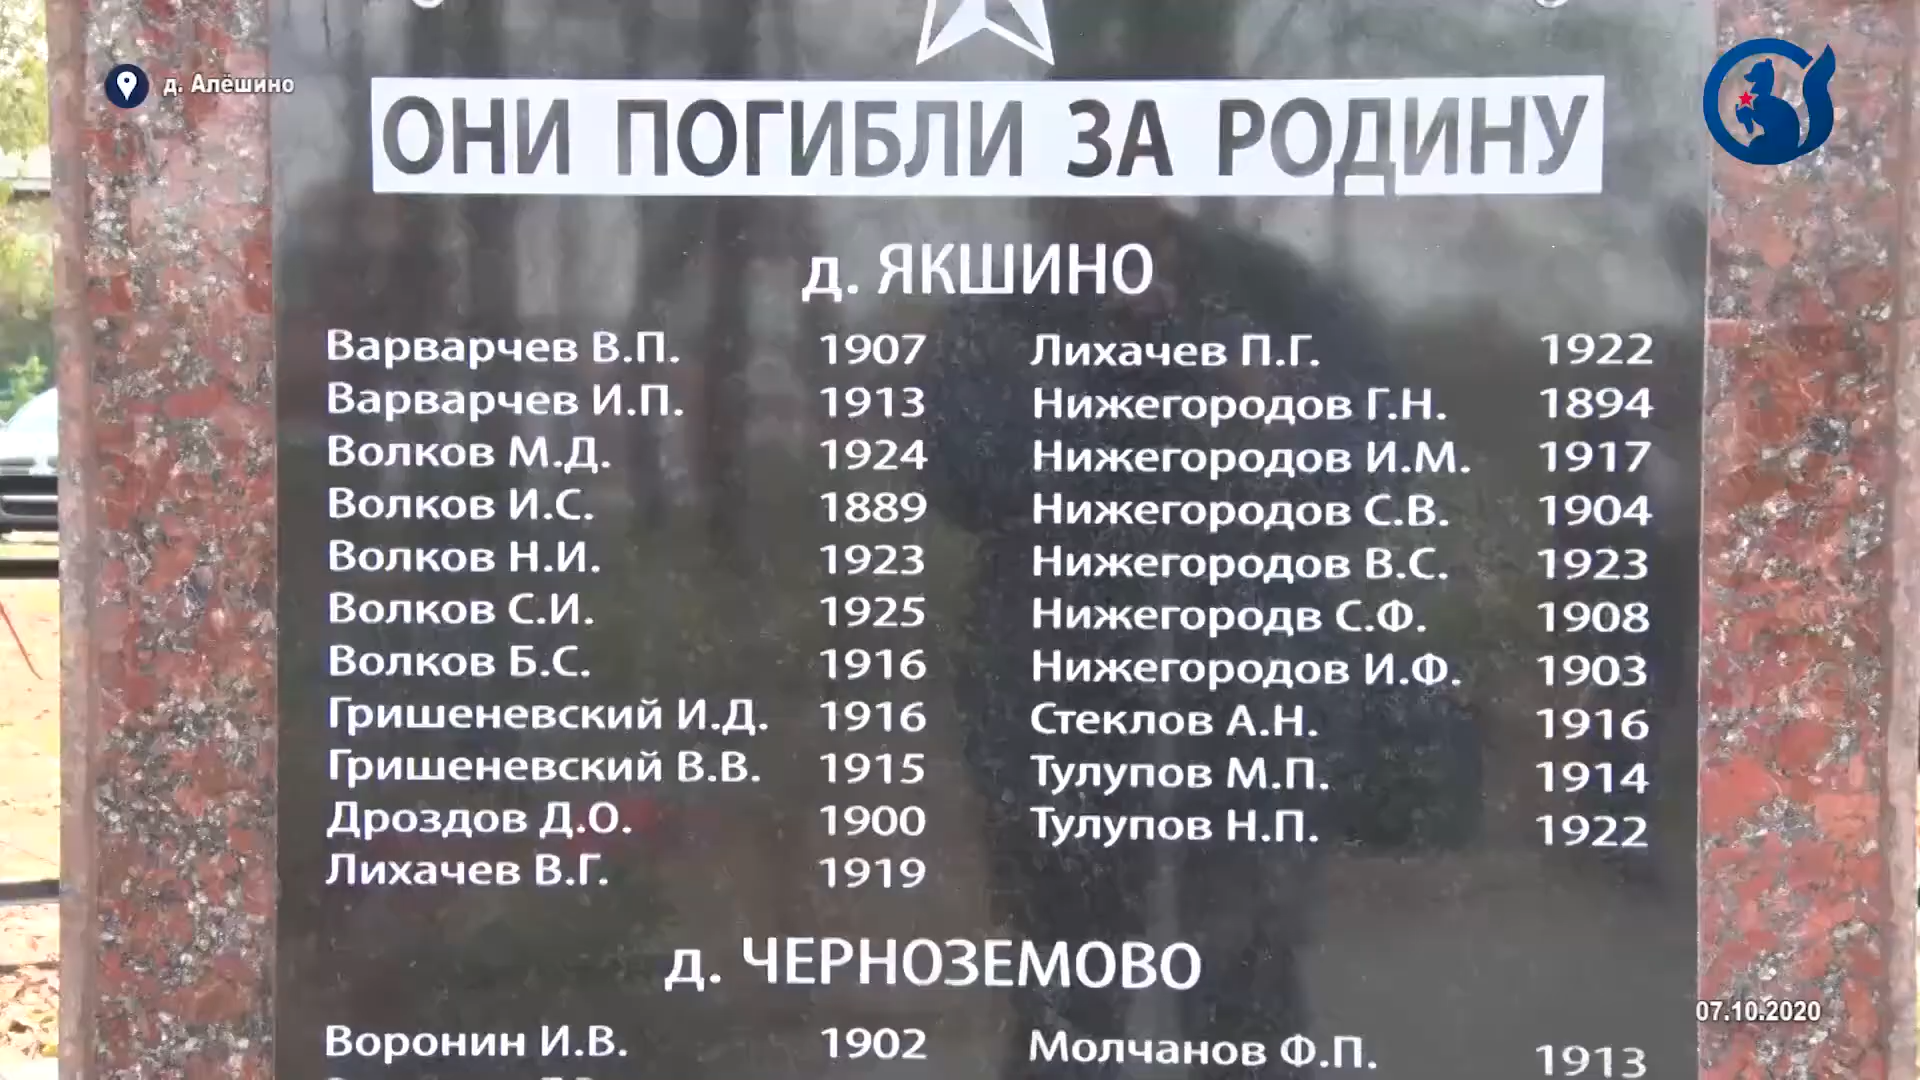 д. Алёшино
ОНИ ПОГИБЛИ ЗА РОДИНУ
д. ЯКШИНО
Варварчев В.П. 1907
Варварчев И.П. 1913
Волков М.Д. 1924
Волков И.С. 1889
Волков Н.И. 1923
Волков С.И. 1925
Волков Б.С. 1916
Гришеневский И.Д. 1916
Гришеневский В.В. 1915
Дроздов Д.О. 1900
Лихачев В.Г. 1919
Лихачев П.Г. 1922
Нижегородов Г.Н. 1894
Нижегородов И.М. 1917
Нижегородов С.В. 1904
Нижегородов В.С. 1923
Нижегородв С.Ф. 1908
Нижегородов И.Ф. 1903
Стеклов А.Н. 1916
Тулупов М.П. 1914
Тулупов Н.П. 1922
д. ЧЕРНОЗЕМОВО
Воронин И.В. 1902
Молчанов Ф.П. 1913
07.10.2020